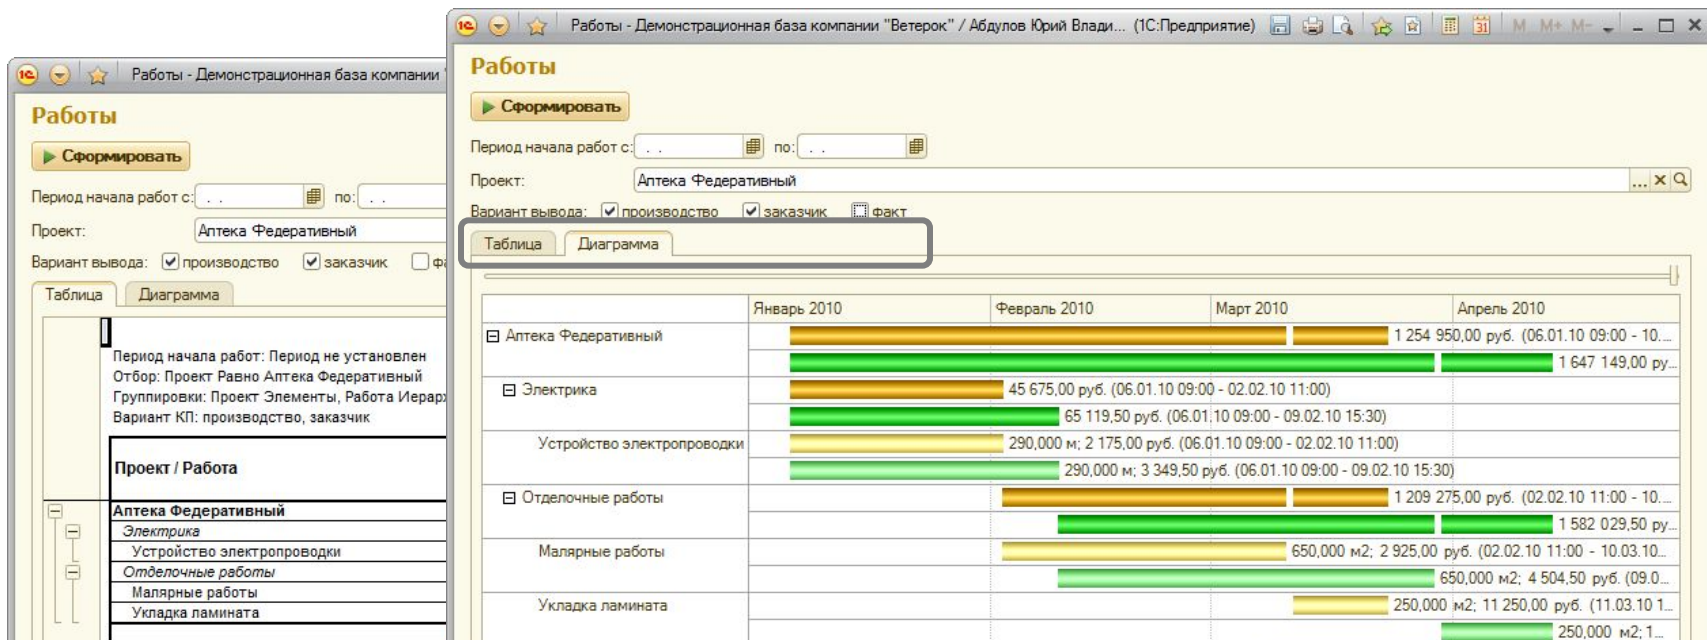 Работы - Демонстрационная база компании "
Работы
Сформировать
Период начала работ с: . . по: . .
Проект: Аптека Федеративный
Вариант вывода: производство заказчик
Таблица Диаграмма
Период начала работ: Период не установлен
Отбор: Проект Равно Аптека Федеративный
Группировки: Проект Элементы, Работа Иерарх
Вариант КП: производство, заказчик
Проект / Работа
Аптека Федеративный
Электрика
Устройство электропроводки
Отделочные работы
Малярные работы
Укладка ламината
Работы - Демонстрационная база компании "Ветерок" / Абдулов Юрий Влади... (1С:Предприятие) 31 M M+ M-
Работы
Сформировать
Период начала работ с: . . по: . .
Проект: Аптека Федеративный ...
Вариант вывода: производство заказчик факт
Таблица Диаграмма
Январь 2010 Февраль 2010 Март 2010 Апрель 2010
Аптека Федеративный 1 254 950,00 руб. (06.01.10 09:00 - 10....
1 647 149,00 ру...
Электрика 45 675,00 руб. (06.01.10 09:00 - 02.02.10 11:00)
65 119,50 руб. (06.01.10 09:00 - 09.02.10 15:30)
Устройство электропроводки 290,000 м; 2 175,00 руб. (06.01.10 09:00 - 02.02.10 11:00)
290,000 м; 3 349,50 руб. (06.01.10 09:00 - 09.02.10 15:30)
Отделочные работы 1 209 275,00 руб. (02.02.10 11:00 - 10....
1 582 029,50 ру...
Малярные работы 650,000 м2; 2 925,00 руб. (02.02.10 11:00 - 10.03.10...
650,000 м2; 4 504,50 руб. (09.0...
Укладка ламината 250,000 м2; 11 250,00 руб. (11.03.10 1...
250,000 м2; 1...